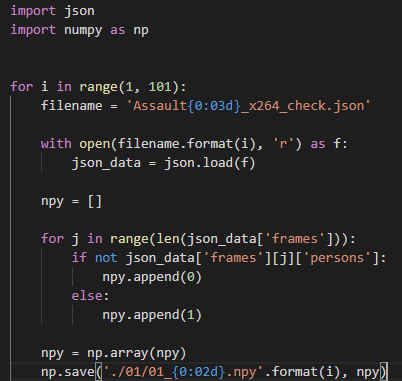 import json
import numpy as np
for i in range(1, 101):
    filename = 'Assault{0:03d}_x264_check.json'
    with open(filename.format(i), 'r') as f:
        json_data = json.load(f)
    npy = []
    for j in range(len(json_data['frames'])):
        if not json_data['frames'][j]['persons']:
            npy.append(0)
        else:
            npy.append(1)
    npy = np.array(npy)
    np.save('./01/01_{0:02d}.npy'.format(i), npy)